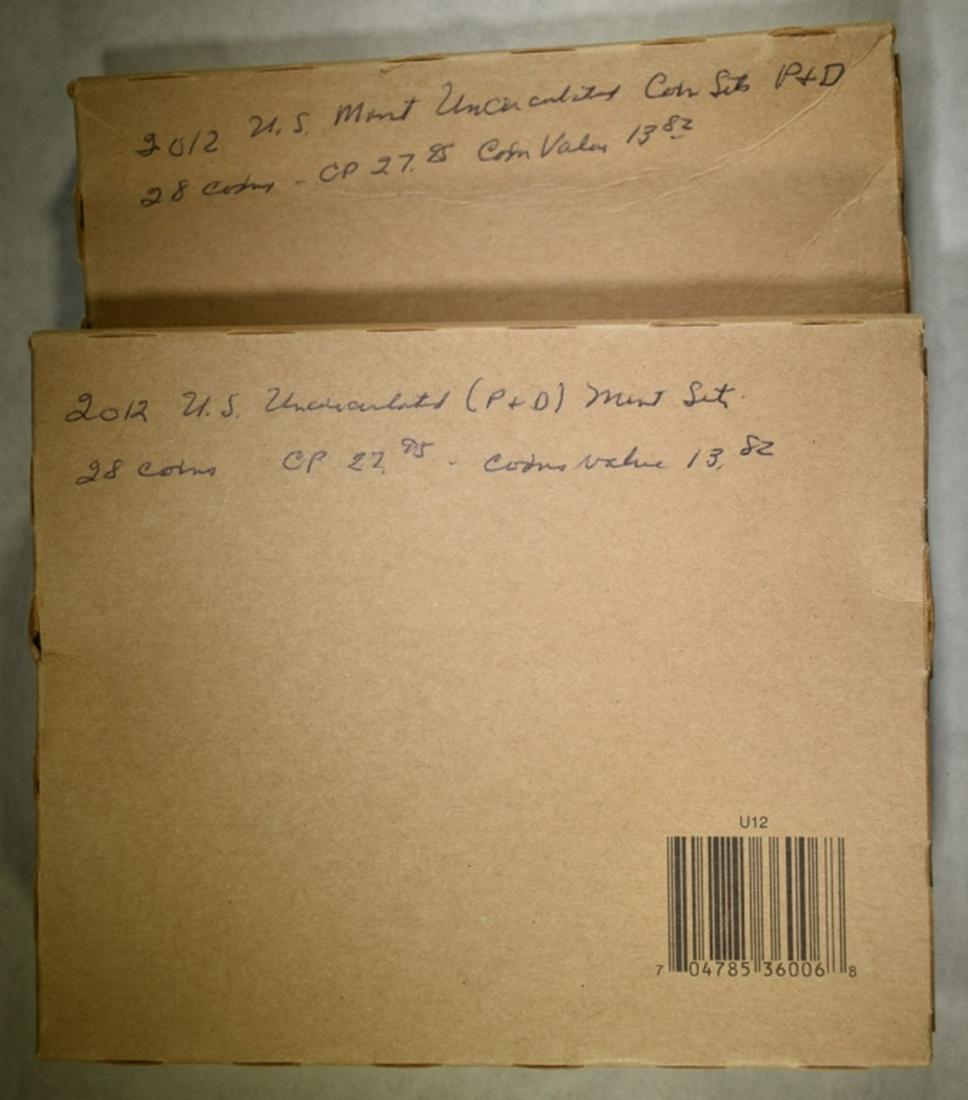 2012 U.S. Mint Uncirculated Coin Sets P+D
28 coins - CP 27.95 Coin Value 13 82
2012 U.S. Uncirculated (P+D) Mint Set.
28 coins CP 27.95 - Coins value 13.82
U12
7 04785 36006 8